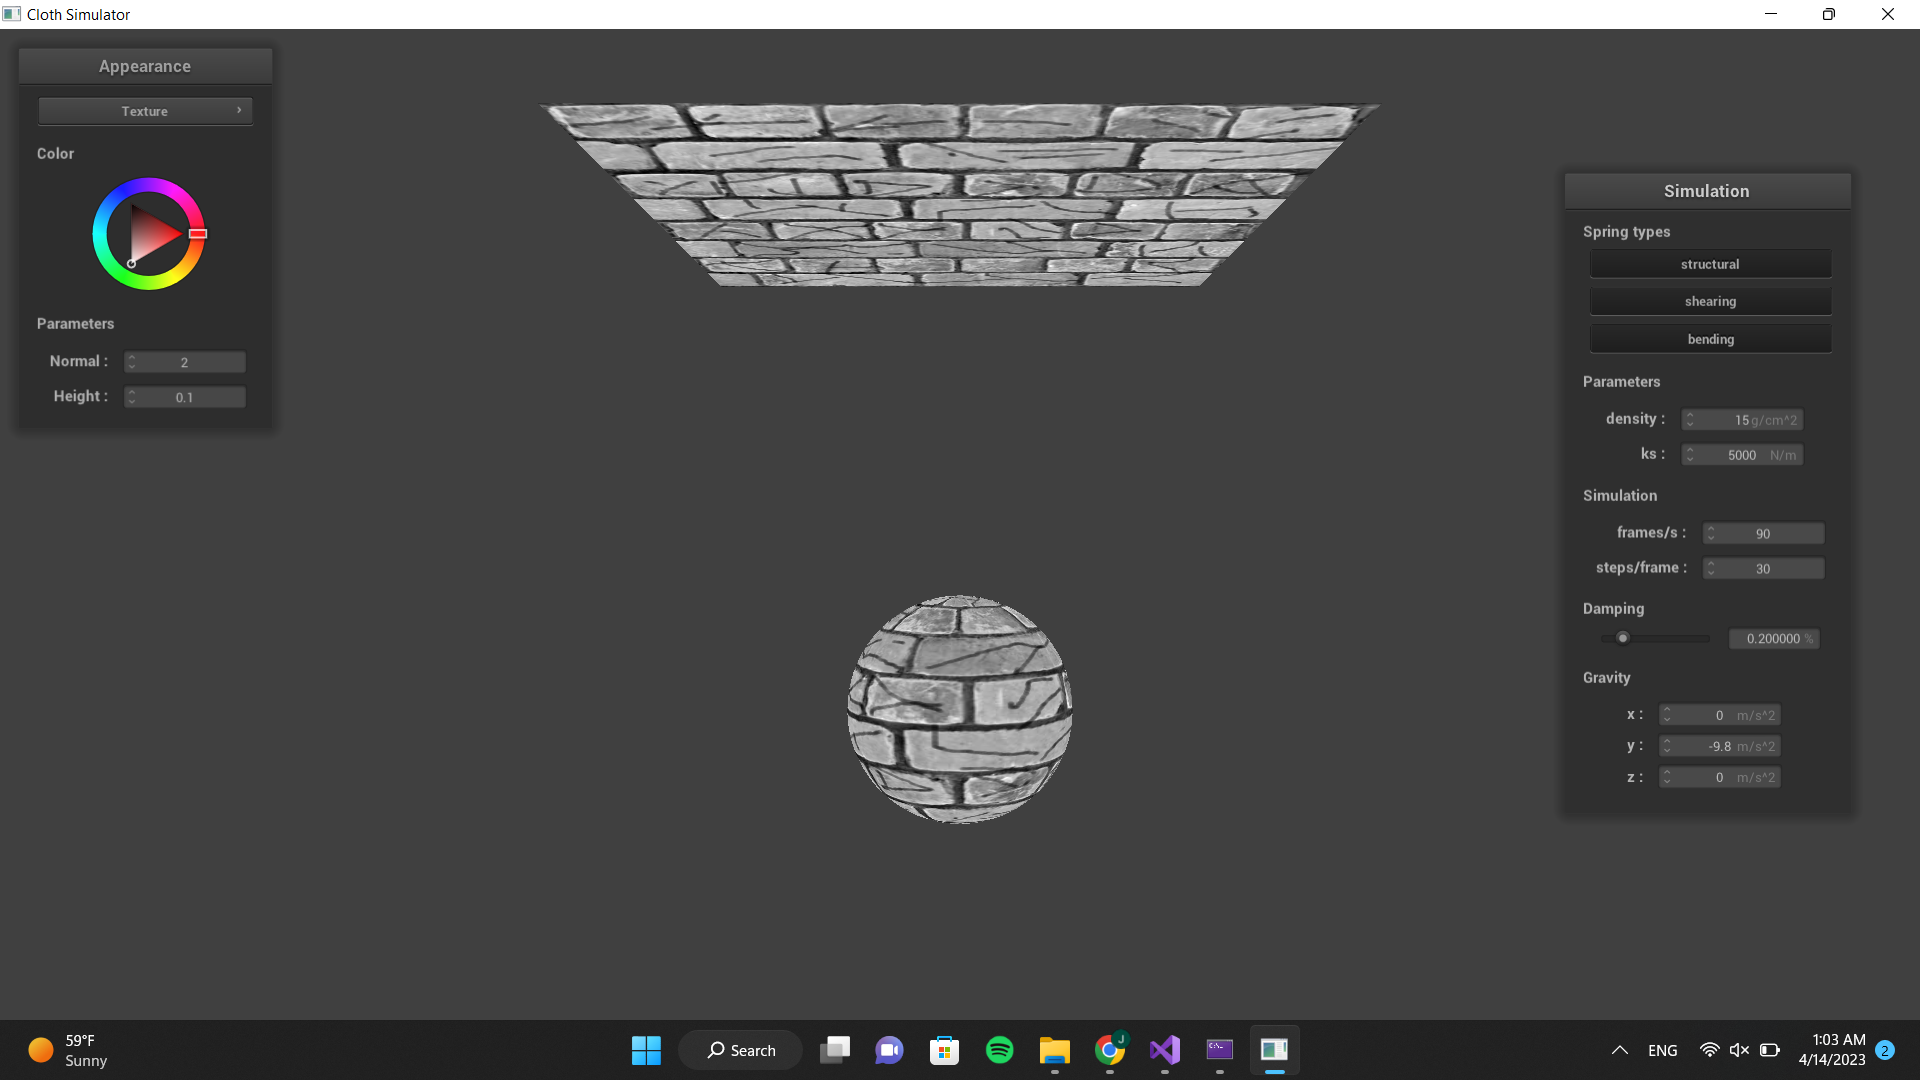 Cloth Simulator
Appearance
Texture
Color
Parameters
Normal : 2
Height : 0.1
Simulation
Spring types
structural
shearing
bending
Parameters
density : 15 g/cm^2
ks : 5000 N/m
Simulation
frames/s : 90
steps/frame : 30
Damping
0.200000 %
Gravity
x : 0 m/s^2
y : -9.8 m/s^2
z : 0 m/s^2
59°F
Sunny
Search
J
C:\_
ENG
1:03 AM
4/14/2023
2